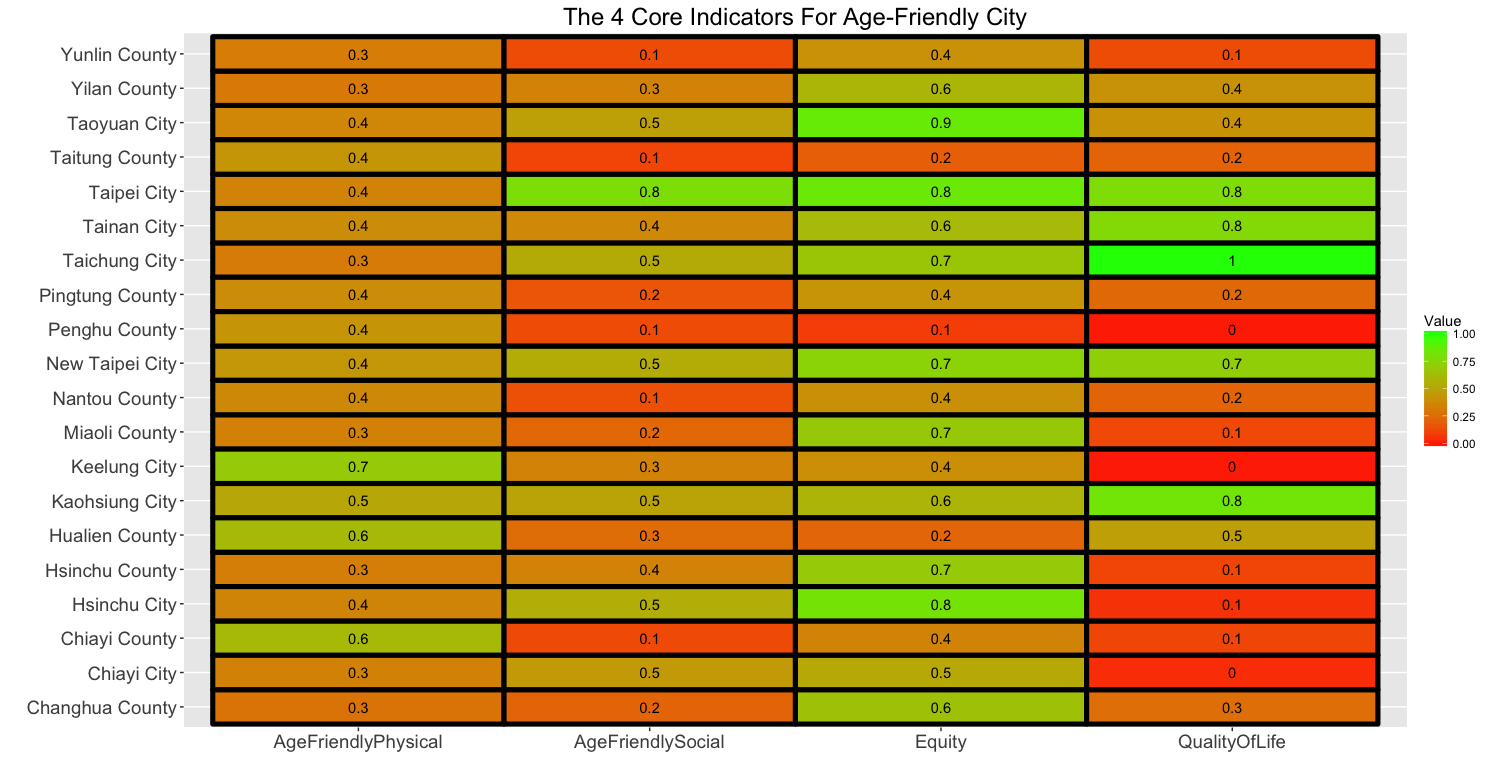 The 4 Core Indicators For Age-Friendly City
Yunlin County 0.3 0.1 0.4 0.1
Yilan County 0.3 0.3 0.6 0.4
Taoyuan City 0.4 0.5 0.9 0.4
Taitung County 0.4 0.1 0.2 0.2
Taipei City 0.4 0.8 0.8 0.8
Tainan City 0.4 0.4 0.6 0.8
Taichung City 0.3 0.5 0.7 1
Pingtung County 0.4 0.2 0.4 0.2
Penghu County 0.4 0.1 0.1 0
New Taipei City 0.4 0.5 0.7 0.7
Nantou County 0.4 0.1 0.4 0.2
Miaoli County 0.3 0.2 0.7 0.1
Keelung City 0.7 0.3 0.4 0
Kaohsiung City 0.5 0.5 0.6 0.8
Hualien County 0.6 0.3 0.2 0.5
Hsinchu County 0.3 0.4 0.7 0.1
Hsinchu City 0.4 0.5 0.8 0.1
Chiayi County 0.6 0.1 0.4 0.1
Chiayi City 0.3 0.5 0.5 0
Changhua County 0.3 0.2 0.6 0.3
AgeFriendlyPhysical AgeFriendlySocial Equity QualityOfLife
Value
1.00
0.75
0.50
0.25
0.00